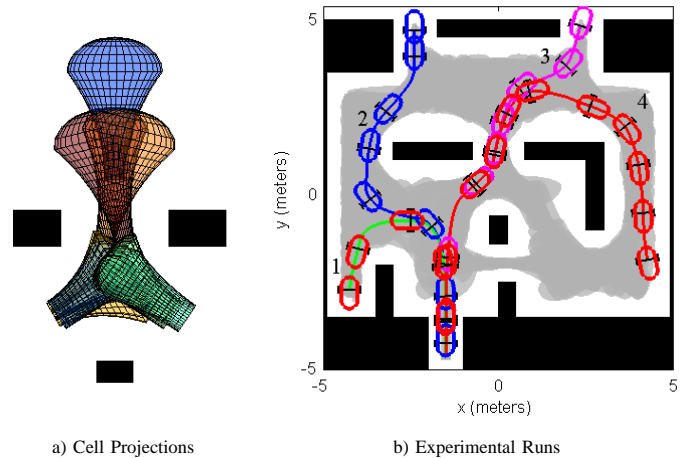 5
3
4
2
y (meters)
0
1
-5
-5
0
5
x (meters)
a) Cell Projections
b) Experimental Runs